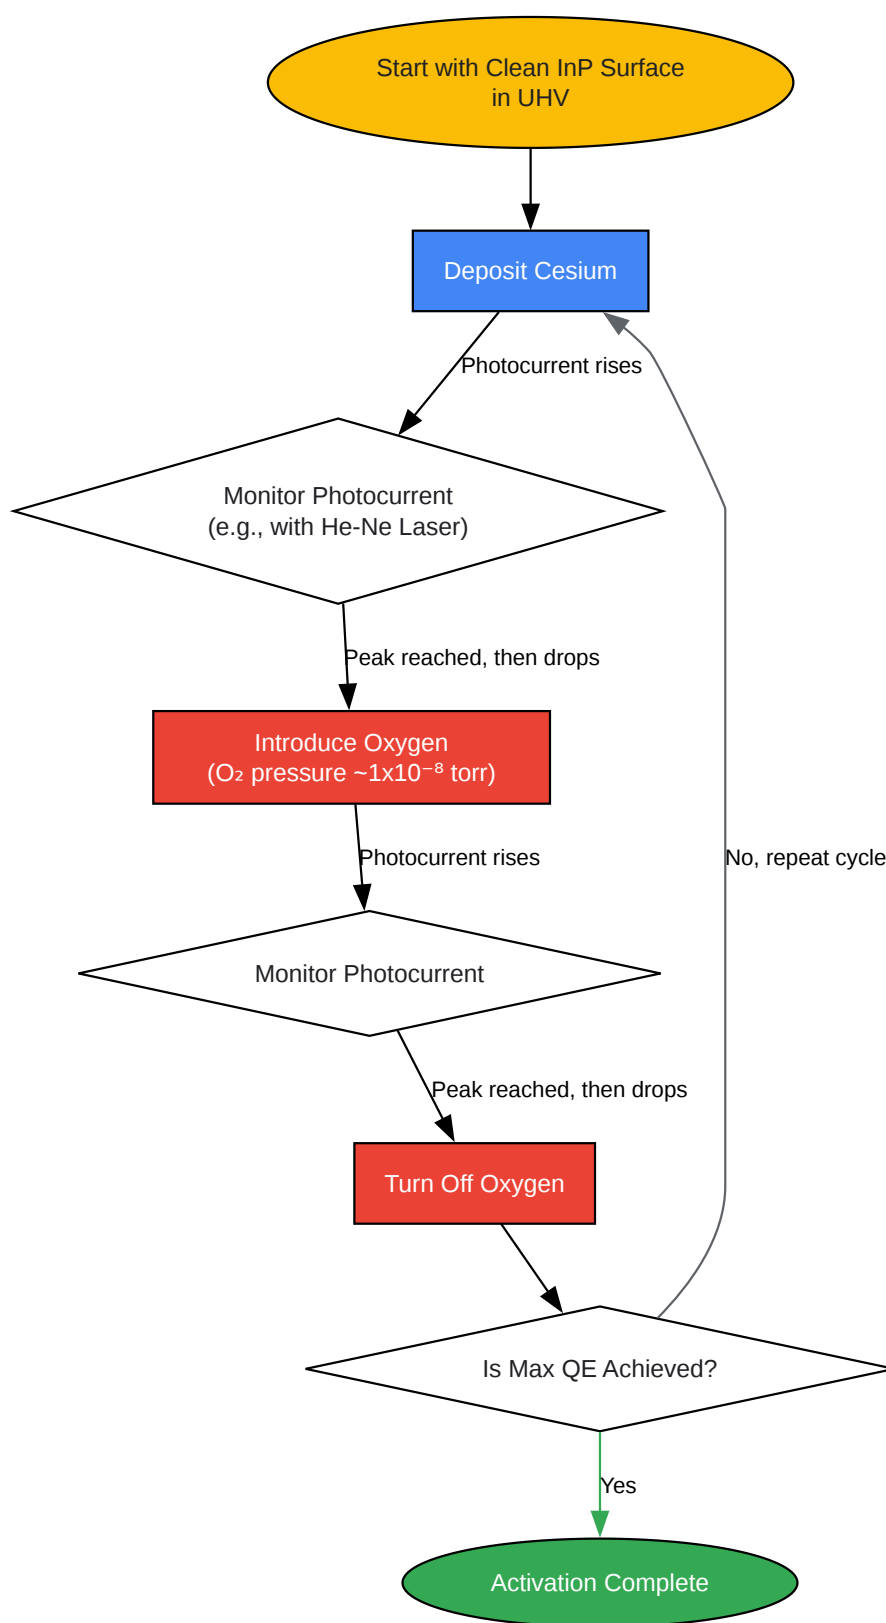 Start with Clean InP Surface
in UHV
Deposit Cesium
Photocurrent rises
Monitor Photocurrent
(e.g., with He-Ne Laser)
Peak reached, then drops
Introduce Oxygen
(O₂ pressure ~1x10⁻⁸ torr)
Photocurrent rises
No, repeat cycle
Monitor Photocurrent
Peak reached, then drops
Turn Off Oxygen
Is Max QE Achieved?
Yes
Activation Complete